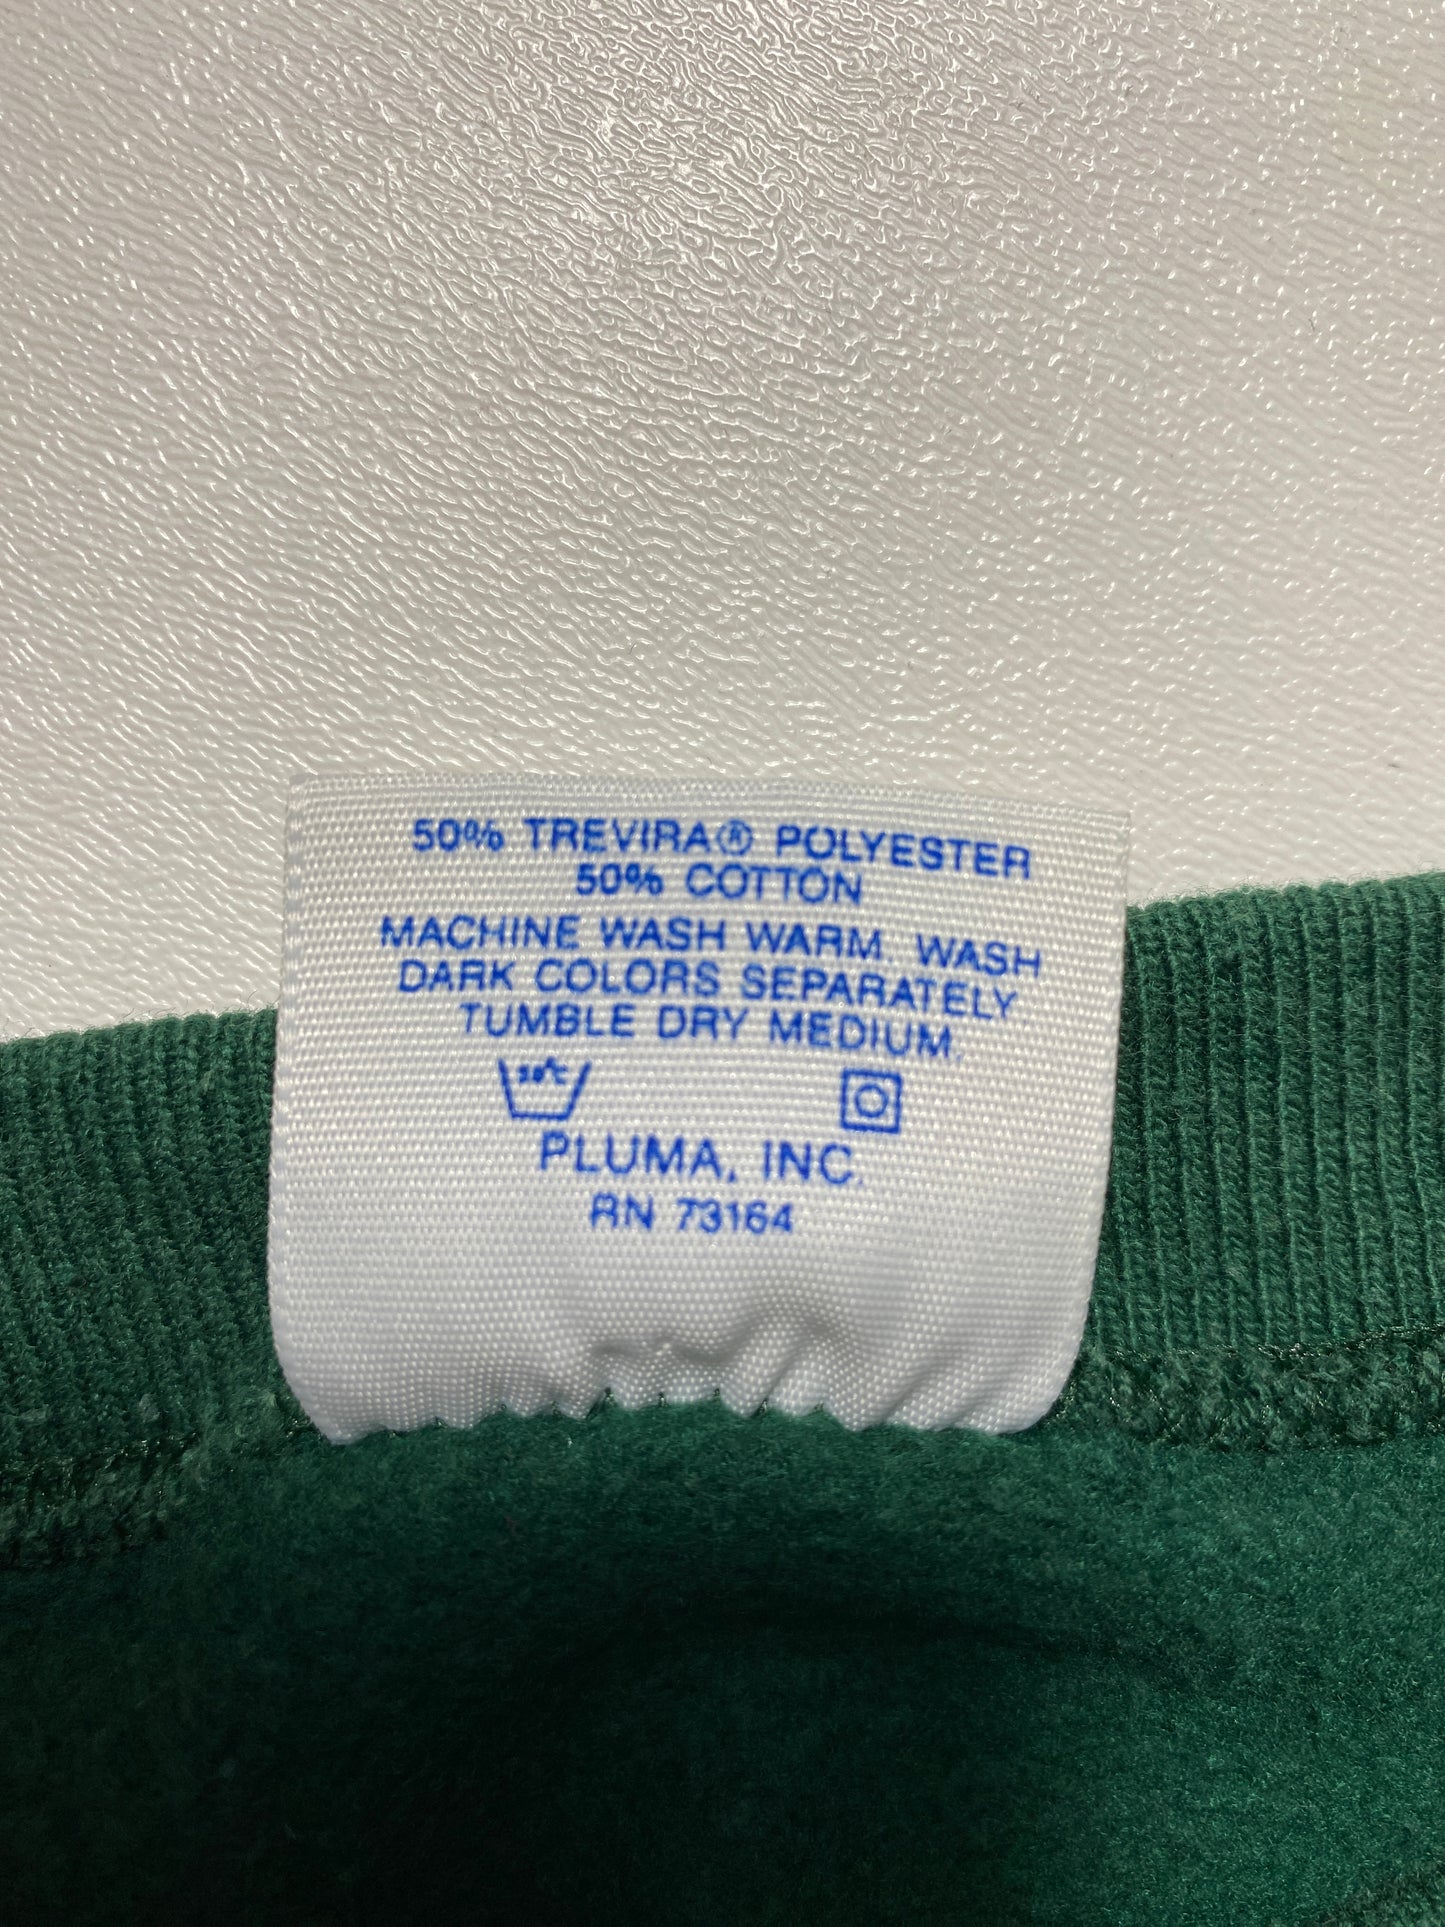 50% TREVIRA® POLYESTER
50% COTTON
MACHINE WASH WARM. WASH
DARK COLORS SEPARATELY
TUMBLE DRY MEDIUM.
PLUMA, INC.
RN 73164